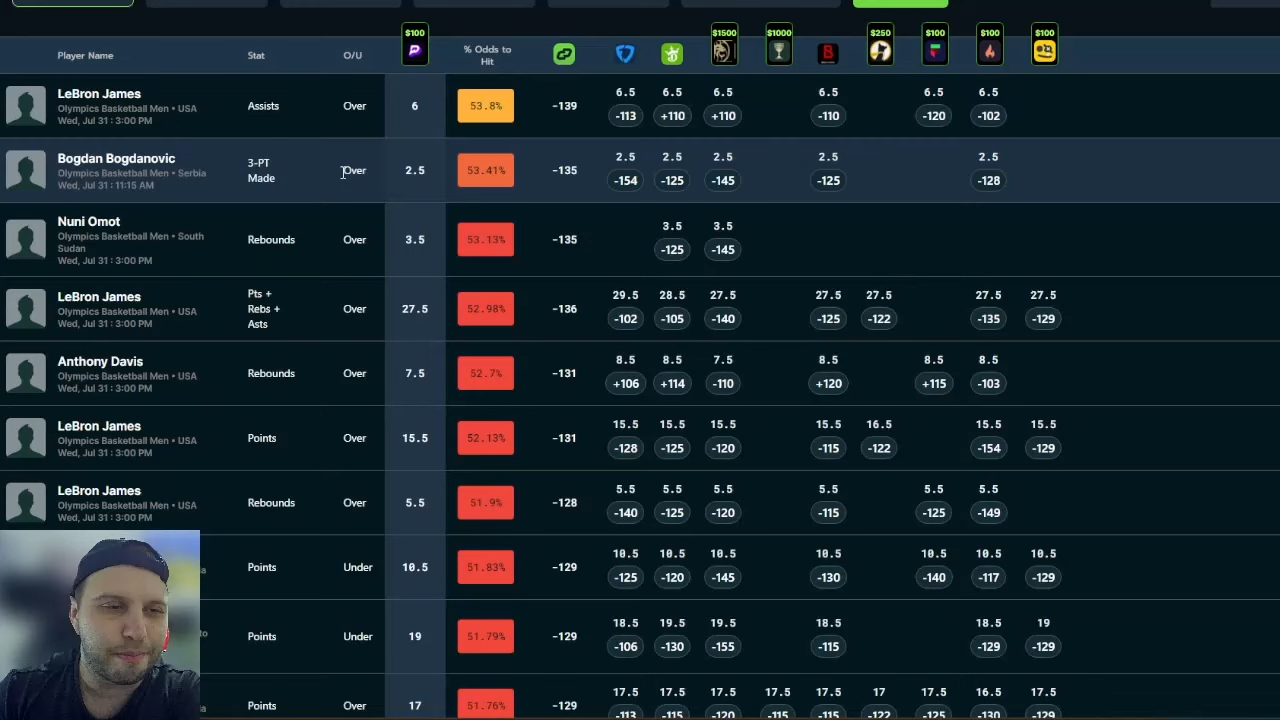 $100 $1500 $1000 $250 $100 $100 $100
Player Name Stat O/U % Odds to
Hit
LeBron James
Olympics Basketball Men • USA
Wed, Jul 31 : 3:00 PM
Assists Over 6 53.8% -139
6.5 6.5 6.5 6.5 6.5 6.5
-113 +110 +110 -110 -120 -102
Bogdan Bogdanovic
Olympics Basketball Men • Serbia
Wed, Jul 31 : 11:15 AM
3-PT
Made
Over 2.5 53.41% -135
2.5 2.5 2.5 2.5 2.5
-154 -125 -145 -125 -128
Nuni Omot
Olympics Basketball Men • South
Sudan
Wed, Jul 31 : 3:00 PM
Rebounds Over 3.5 53.13% -135
3.5 3.5
-125 -145
LeBron James
Olympics Basketball Men • USA
Wed, Jul 31 : 3:00 PM
Pts +
Rebs +
Asts
Over 27.5 52.98% -136
29.5 28.5 27.5 27.5 27.5 27.5 27.5
-102 -105 -140 -125 -122 -135 -129
Anthony Davis
Olympics Basketball Men • USA
Wed, Jul 31 : 3:00 PM
Rebounds Over 7.5 52.7% -131
8.5 8.5 7.5 8.5 8.5 8.5
+106 +114 -110 +120 +115 -103
LeBron James
Olympics Basketball Men • USA
Wed, Jul 31 : 3:00 PM
Points Over 15.5 52.13% -131
15.5 15.5 15.5 15.5 16.5 15.5 15.5
-128 -125 -120 -115 -122 -154 -129
LeBron James
Olympics Basketball Men • USA
Wed, Jul 31 : 3:00 PM
Rebounds Over 5.5 51.9% -128
5.5 5.5 5.5 5.5 5.5 5.5
-140 -125 -120 -115 -125 -149
Points Under 10.5 51.83% -129
10.5 10.5 10.5 10.5 10.5 10.5 10.5
-125 -120 -145 -130 -140 -117 -129
Points Under 19 51.79% -129
18.5 19.5 19.5 18.5 18.5 19
-106 -130 -155 -115 -129 -129
Points Over 17 51.76% -129
17.5 17.5 17.5 17.5 17.5 17 17.5 16.5 17.5
-113 -115 -120 -115 -115 -122 -125 -130 -129